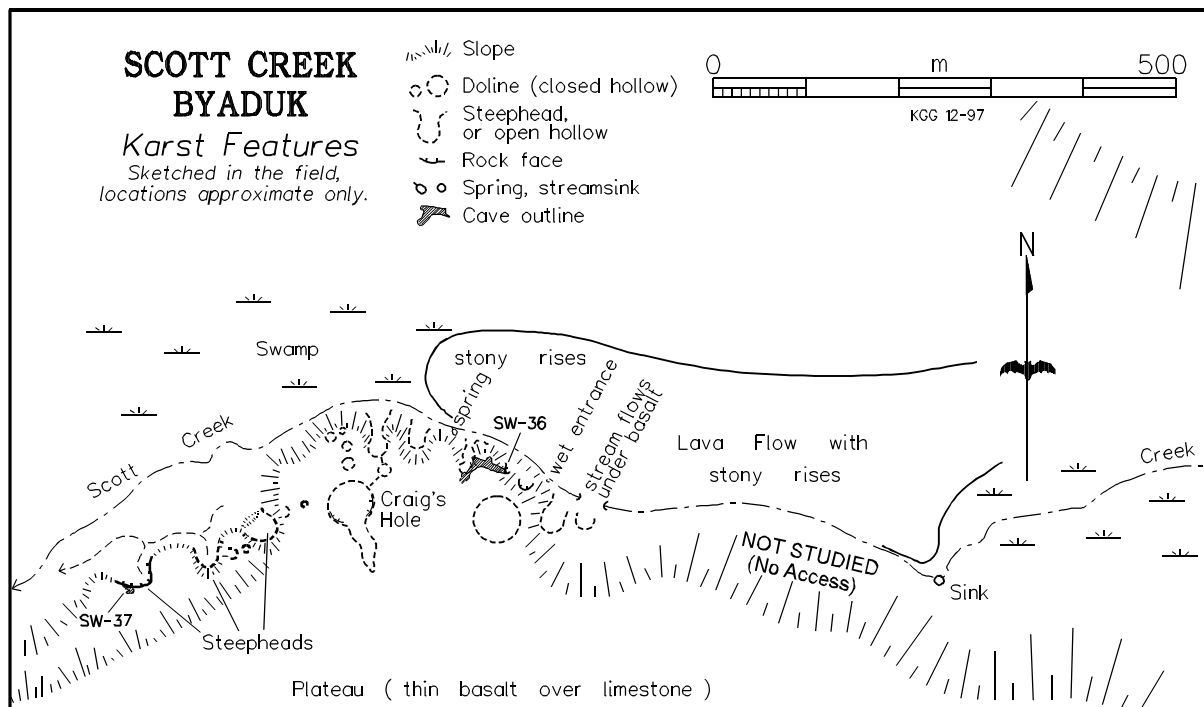 SCOTT CREEK
BYADUK
Karst Features
Sketched in the field,
locations approximate only.
Slope
Doline (closed hollow)
Steephead,
or open hollow
Rock face
Spring, streamsink
Cave outline
0 m 500
KGG 12-97
N
Swamp
stony rises
spring
SW-36
wet entrance
stream flows
under basalt
Lava Flow with
stony rises
Creek
Scott Creek
Craig's
Hole
NOT STUDIED
(No Access)
Sink
SW-37
Steepheads
Plateau ( thin basalt over limestone )